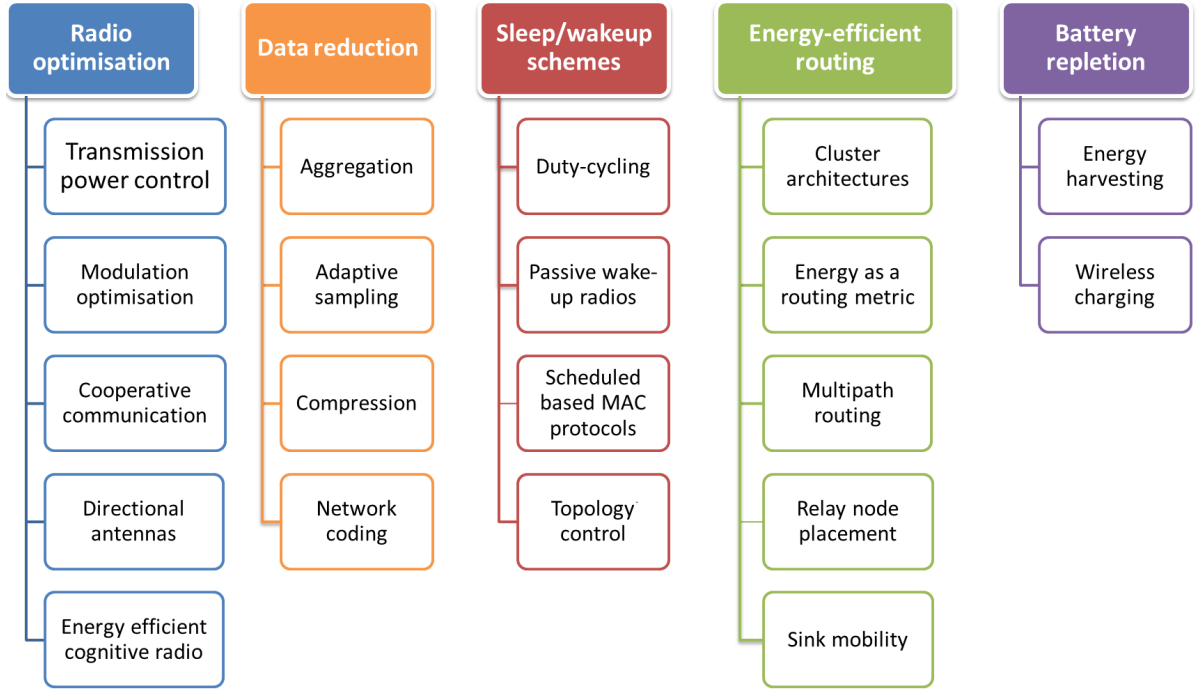 Radio
optimisation
Transmission
power control
Modulation
optimisation
Cooperative
communication
Directional
antennas
Energy efficient
cognitive radio
Data reduction
Aggregation
Adaptive
sampling
Compression
Network
coding
Sleep/wakeup
schemes
Duty-cycling
Passive wake-
up radios
Scheduled
based MAC
protocols
Topology
control
Energy-efficient
routing
Cluster
architectures
Energy as a
routing metric
Multipath
routing
Relay node
placement
Sink mobility
Battery
repletion
Energy
harvesting
Wireless
charging